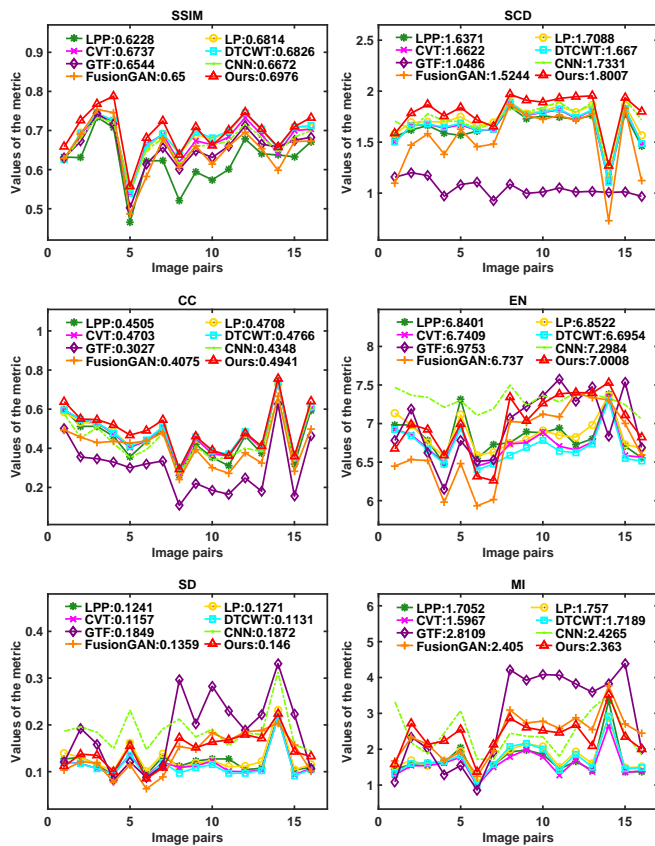 SSIM
Values of the metric
0.9
0.8
0.7
0.6
0.5
LPP:0.6228
LP:0.6814
CVT:0.6737
DTCWT:0.6826
GTF:0.6544
CNN:0.6672
FusionGAN:0.65
Ours:0.6976
0 5 10 15
Image pairs
SCD
Values of the metric
2.5
2
1.5
1
LPP:1.6371
LP:1.7088
CVT:1.6622
DTCWT:1.667
GTF:1.0486
CNN:1.7331
FusionGAN:1.5244
Ours:1.8007
0 5 10 15
Image pairs
CC
Values of the metric
1
0.8
0.6
0.4
0.2
LPP:0.4505
LP:0.4708
CVT:0.4703
DTCWT:0.4766
GTF:0.3027
CNN:0.4348
FusionGAN:0.4075
Ours:0.4941
0 5 10 15
Image pairs
EN
Values of the metric
8
7.5
7
6.5
6
LPP:6.8401
LP:6.8522
CVT:6.7409
DTCWT:6.6954
GTF:6.9753
CNN:7.2984
FusionGAN:6.737
Ours:7.0008
0 5 10 15
Image pairs
SD
Values of the metric
0.4
0.3
0.2
0.1
LPP:0.1241
LP:0.1271
CVT:0.1157
DTCWT:0.1131
GTF:0.1849
CNN:0.1872
FusionGAN:0.1359
Ours:0.146
0 5 10 15
Image pairs
MI
Values of the metric
6
5
4
3
2
1
LPP:1.7052
LP:1.757
CVT:1.5967
DTCWT:1.7189
GTF:2.8109
CNN:2.4265
FusionGAN:2.405
Ours:2.363
0 5 10 15
Image pairs